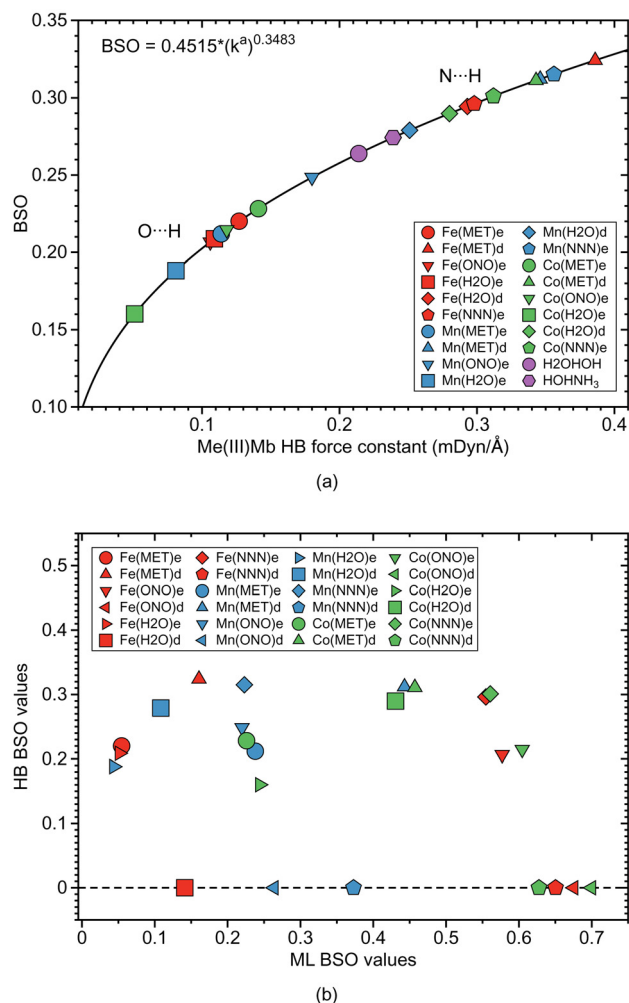 0.35
BSO = 0.4515*(kᵃ)⁰·³⁴⁸³
N···H
0.30
0.25
BSO
O···H
0.20
0.15
0.10
Fe(MET)e Mn(H2O)d
Fe(MET)d Mn(NNN)e
Fe(ONO)e Co(MET)e
Fe(H2O)e Co(MET)d
Fe(H2O)d Co(ONO)e
Fe(NNN)e Co(H2O)e
Mn(MET)e Co(H2O)d
Mn(MET)d Co(NNN)e
Mn(ONO)e H2OHOH
Mn(H2O)e HOHNH₃
0.1 0.2 0.3 0.4
Me(III)Mb HB force constant (mDyn/Å)
(a)
Fe(MET)e Fe(NNN)e Mn(H2O)e Co(ONO)e
Fe(MET)d Fe(NNN)d Mn(H2O)d Co(ONO)d
Fe(ONO)e Mn(MET)e Mn(NNN)e Co(H2O)e
Fe(ONO)d Mn(MET)d Mn(NNN)d Co(H2O)d
Fe(H2O)e Mn(ONO)e Co(MET)e Co(NNN)e
Fe(H2O)d Mn(ONO)d Co(MET)d Co(NNN)d
0.5
0.4
0.3
0.2
0.1
0
HB BSO values
0 0.1 0.2 0.3 0.4 0.5 0.6 0.7
ML BSO values
(b)